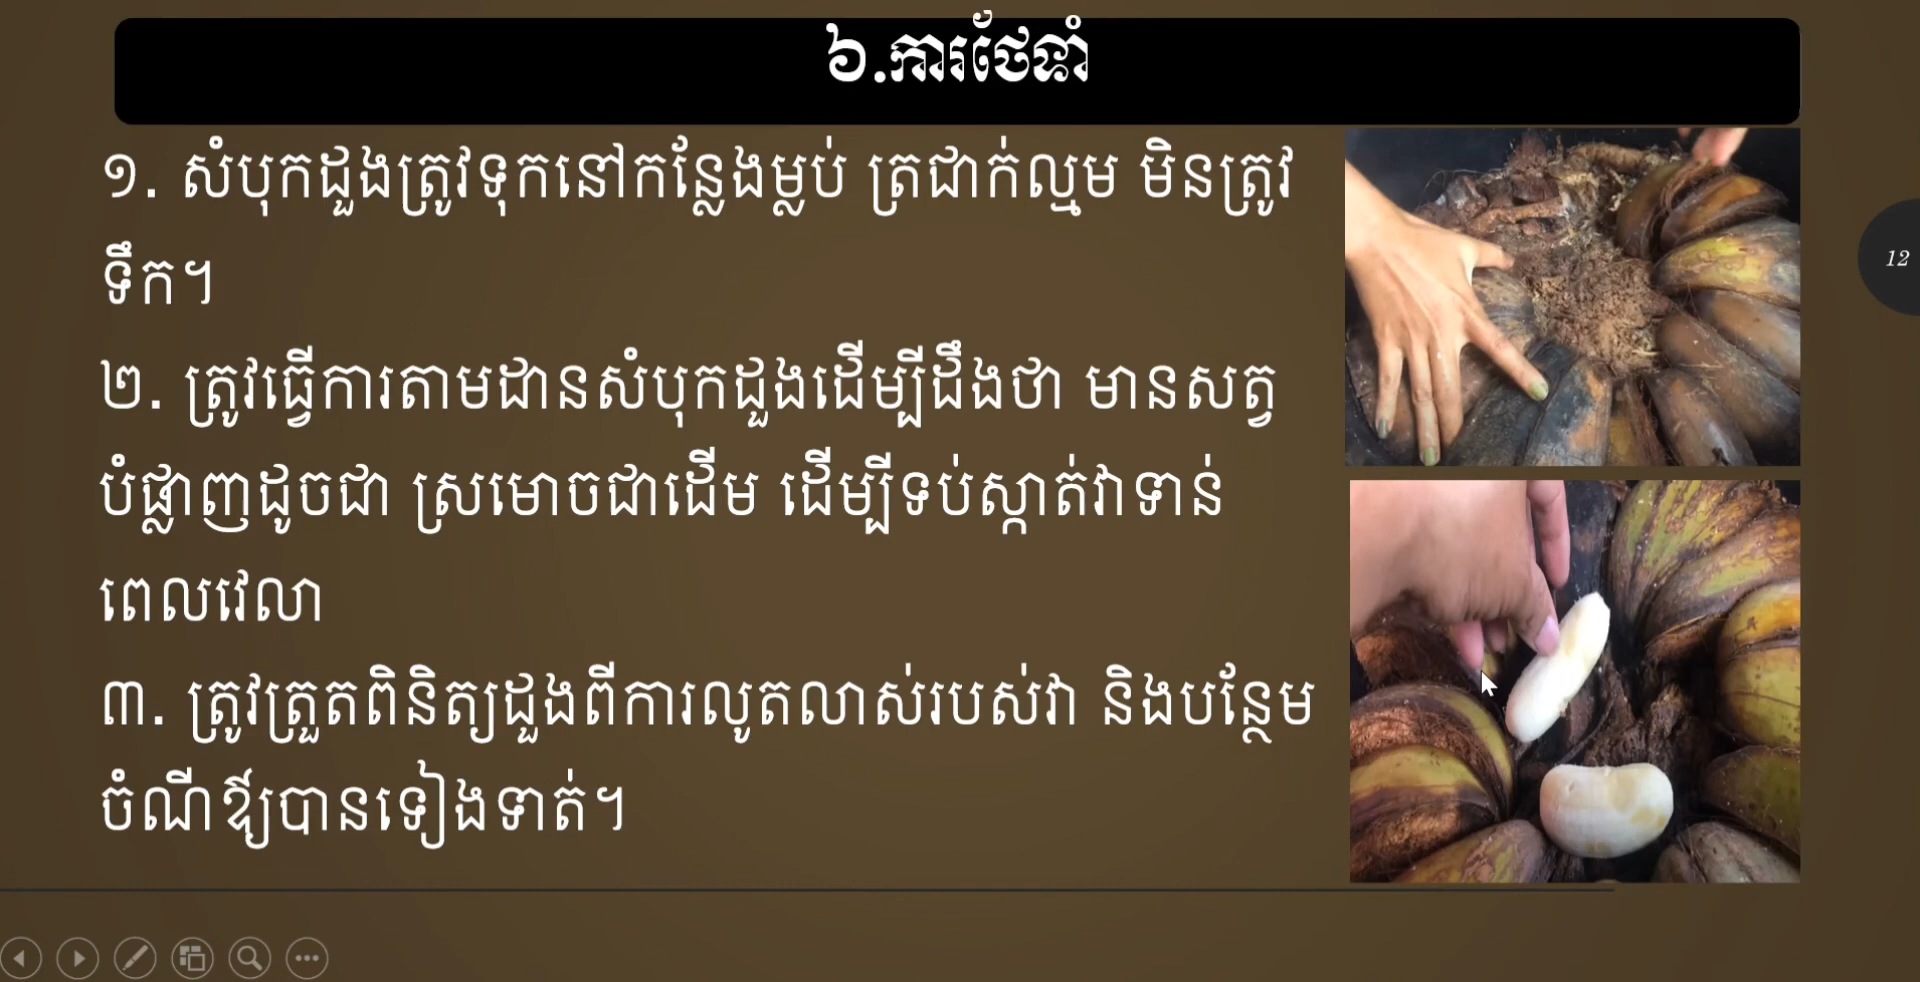 ៦.ការថែទាំ
១. សំបុកដួងត្រូវទុកនៅកន្លែងម្លប់ ត្រជាក់ល្មម មិនត្រូវ
ទឹក។
២. ត្រូវធ្វើការតាមដានសំបុកដួងដើម្បីដឹងថា មានសត្វ
បំផ្លាញដូចជា ស្រមោចជាដើម ដើម្បីទប់ស្កាត់វាទាន់
ពេលវេលា
៣. ត្រូវត្រួតពិនិត្យដួងពីការលូតលាស់របស់វា និងបន្ថែម
ចំណីឱ្យបានទៀងទាត់។
12